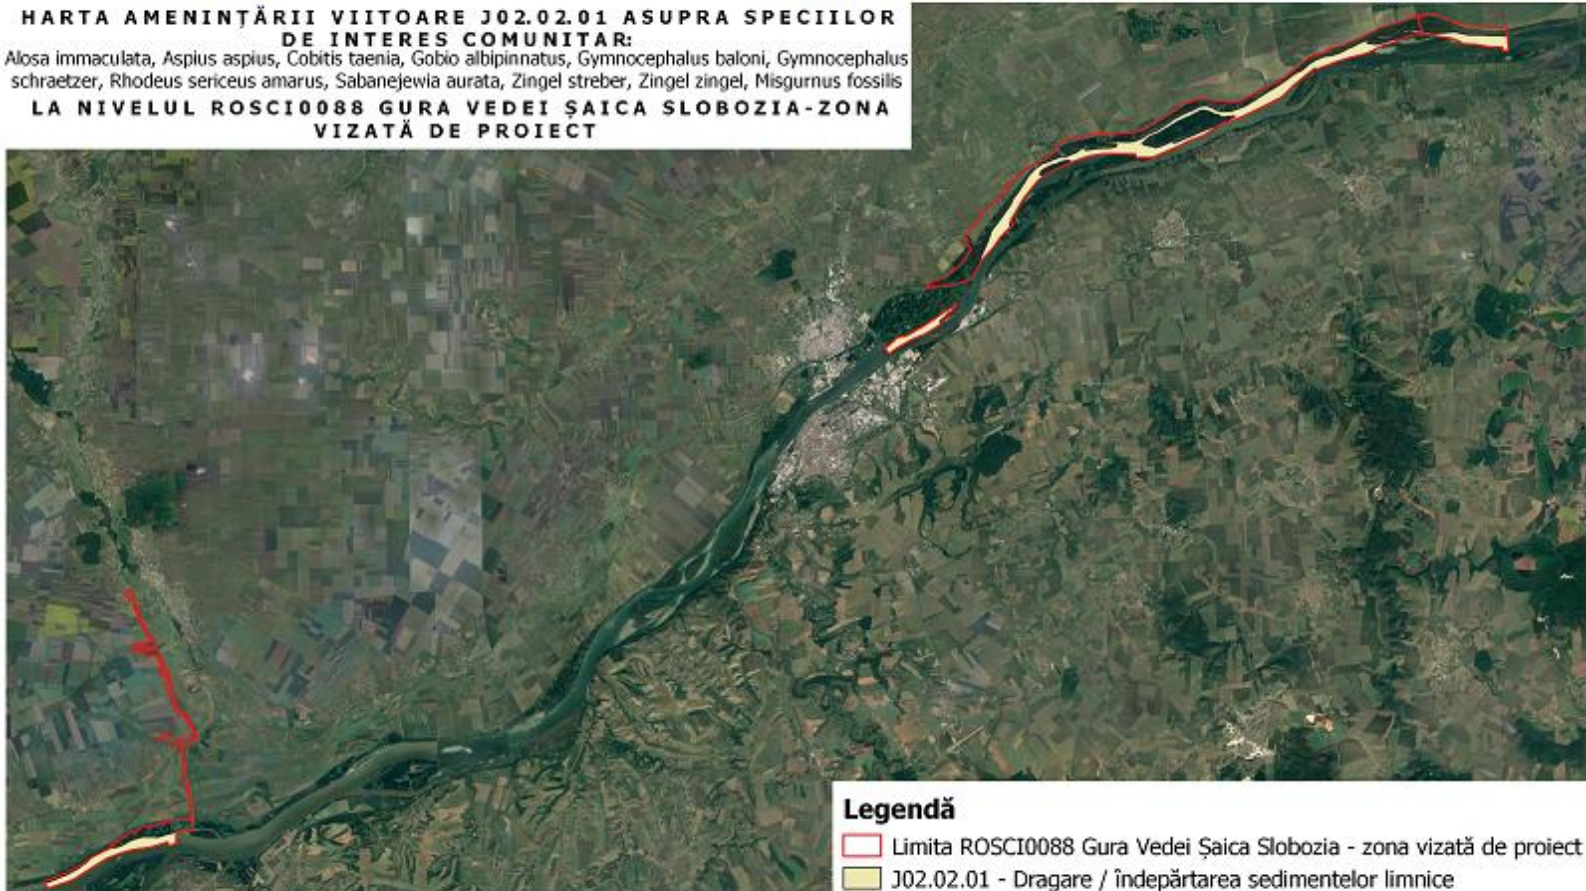 HARTA AMENINȚĂRII VIITOARE J02.02.01 ASUPRA SPECIILOR
DE INTERES COMUNITAR:
Alosa immaculata, Aspius aspius, Cobitis taenia, Gobio albipinnatus, Gymnocephalus baloni, Gymnocephalus
schraetzer, Rhodeus sericeus amarus, Sabanejewia aurata, Zingel streber, Zingel zingel, Misgurnus fossilis
LA NIVELUL ROSCI0088 GURA VEDEI ȘAICA SLOBOZIA-ZONA
VIZATĂ DE PROIECT
Legendă
Limita ROSCI0088 Gura Vedei Șaica Slobozia - zona vizată de proiect
J02.02.01 - Dragare / îndepărtarea sedimentelor limnice